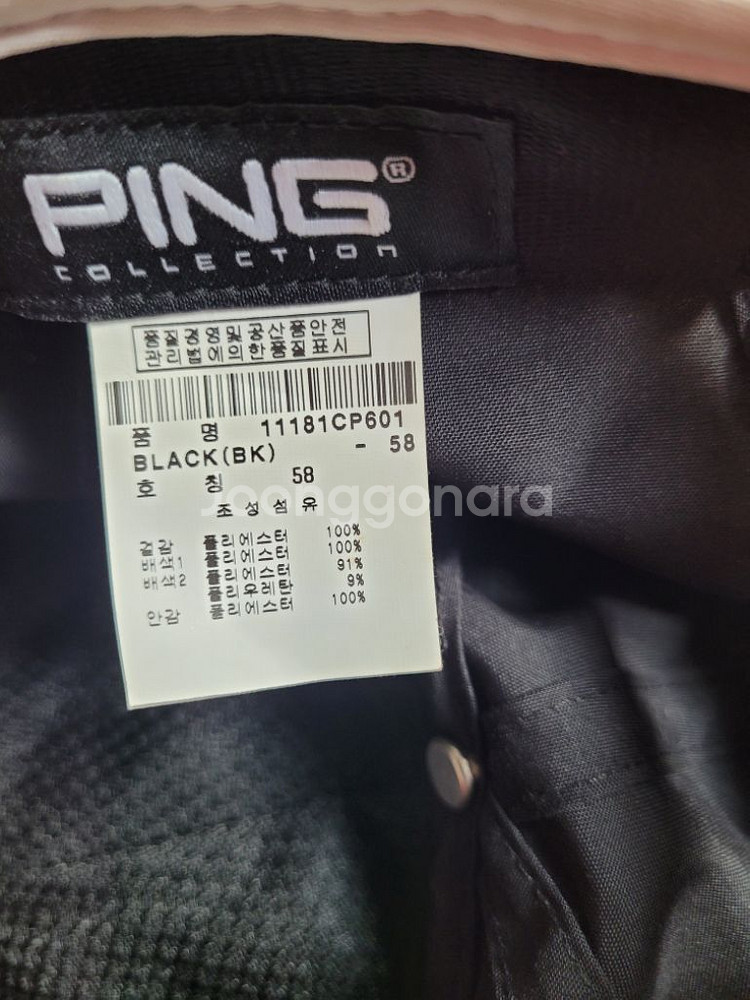 PING®
COLLECTION
품질경영및공산품안전
관리법에의한품질표시
품 명 11181CP601
BLACK(BK) - 58
호 칭 58
조성섬유
겉감 폴리에스터 100%
배색1 폴리에스터 100%
배색2 폴리에스터 91%
폴리우레탄 9%
안감 폴리에스터 100%
Joonggonara